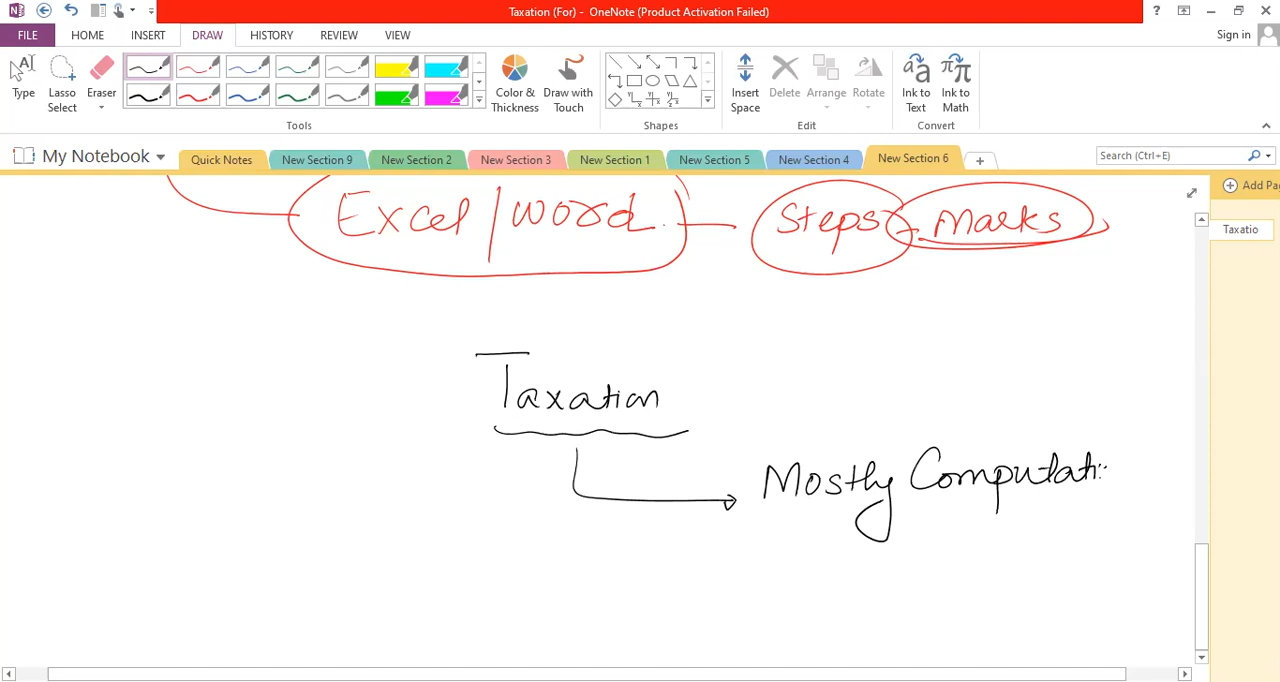 Taxation (For) - OneNote (Product Activation Failed)
?
FILE HOME INSERT DRAW HISTORY REVIEW VIEW
Sign in
Type Lasso Select Eraser
Color & Thickness Draw with Touch
Insert Space Delete Arrange Rotate
Ink to Text Ink to Math
Tools Shapes Edit Convert
My Notebook Quick Notes New Section 9 New Section 2 New Section 3 New Section 1 New Section 5 New Section 4 New Section 6 Search (Ctrl+E)
Add Pag
Taxatio
Excel | Word Steps - Marks
Taxation
Mostly Computati